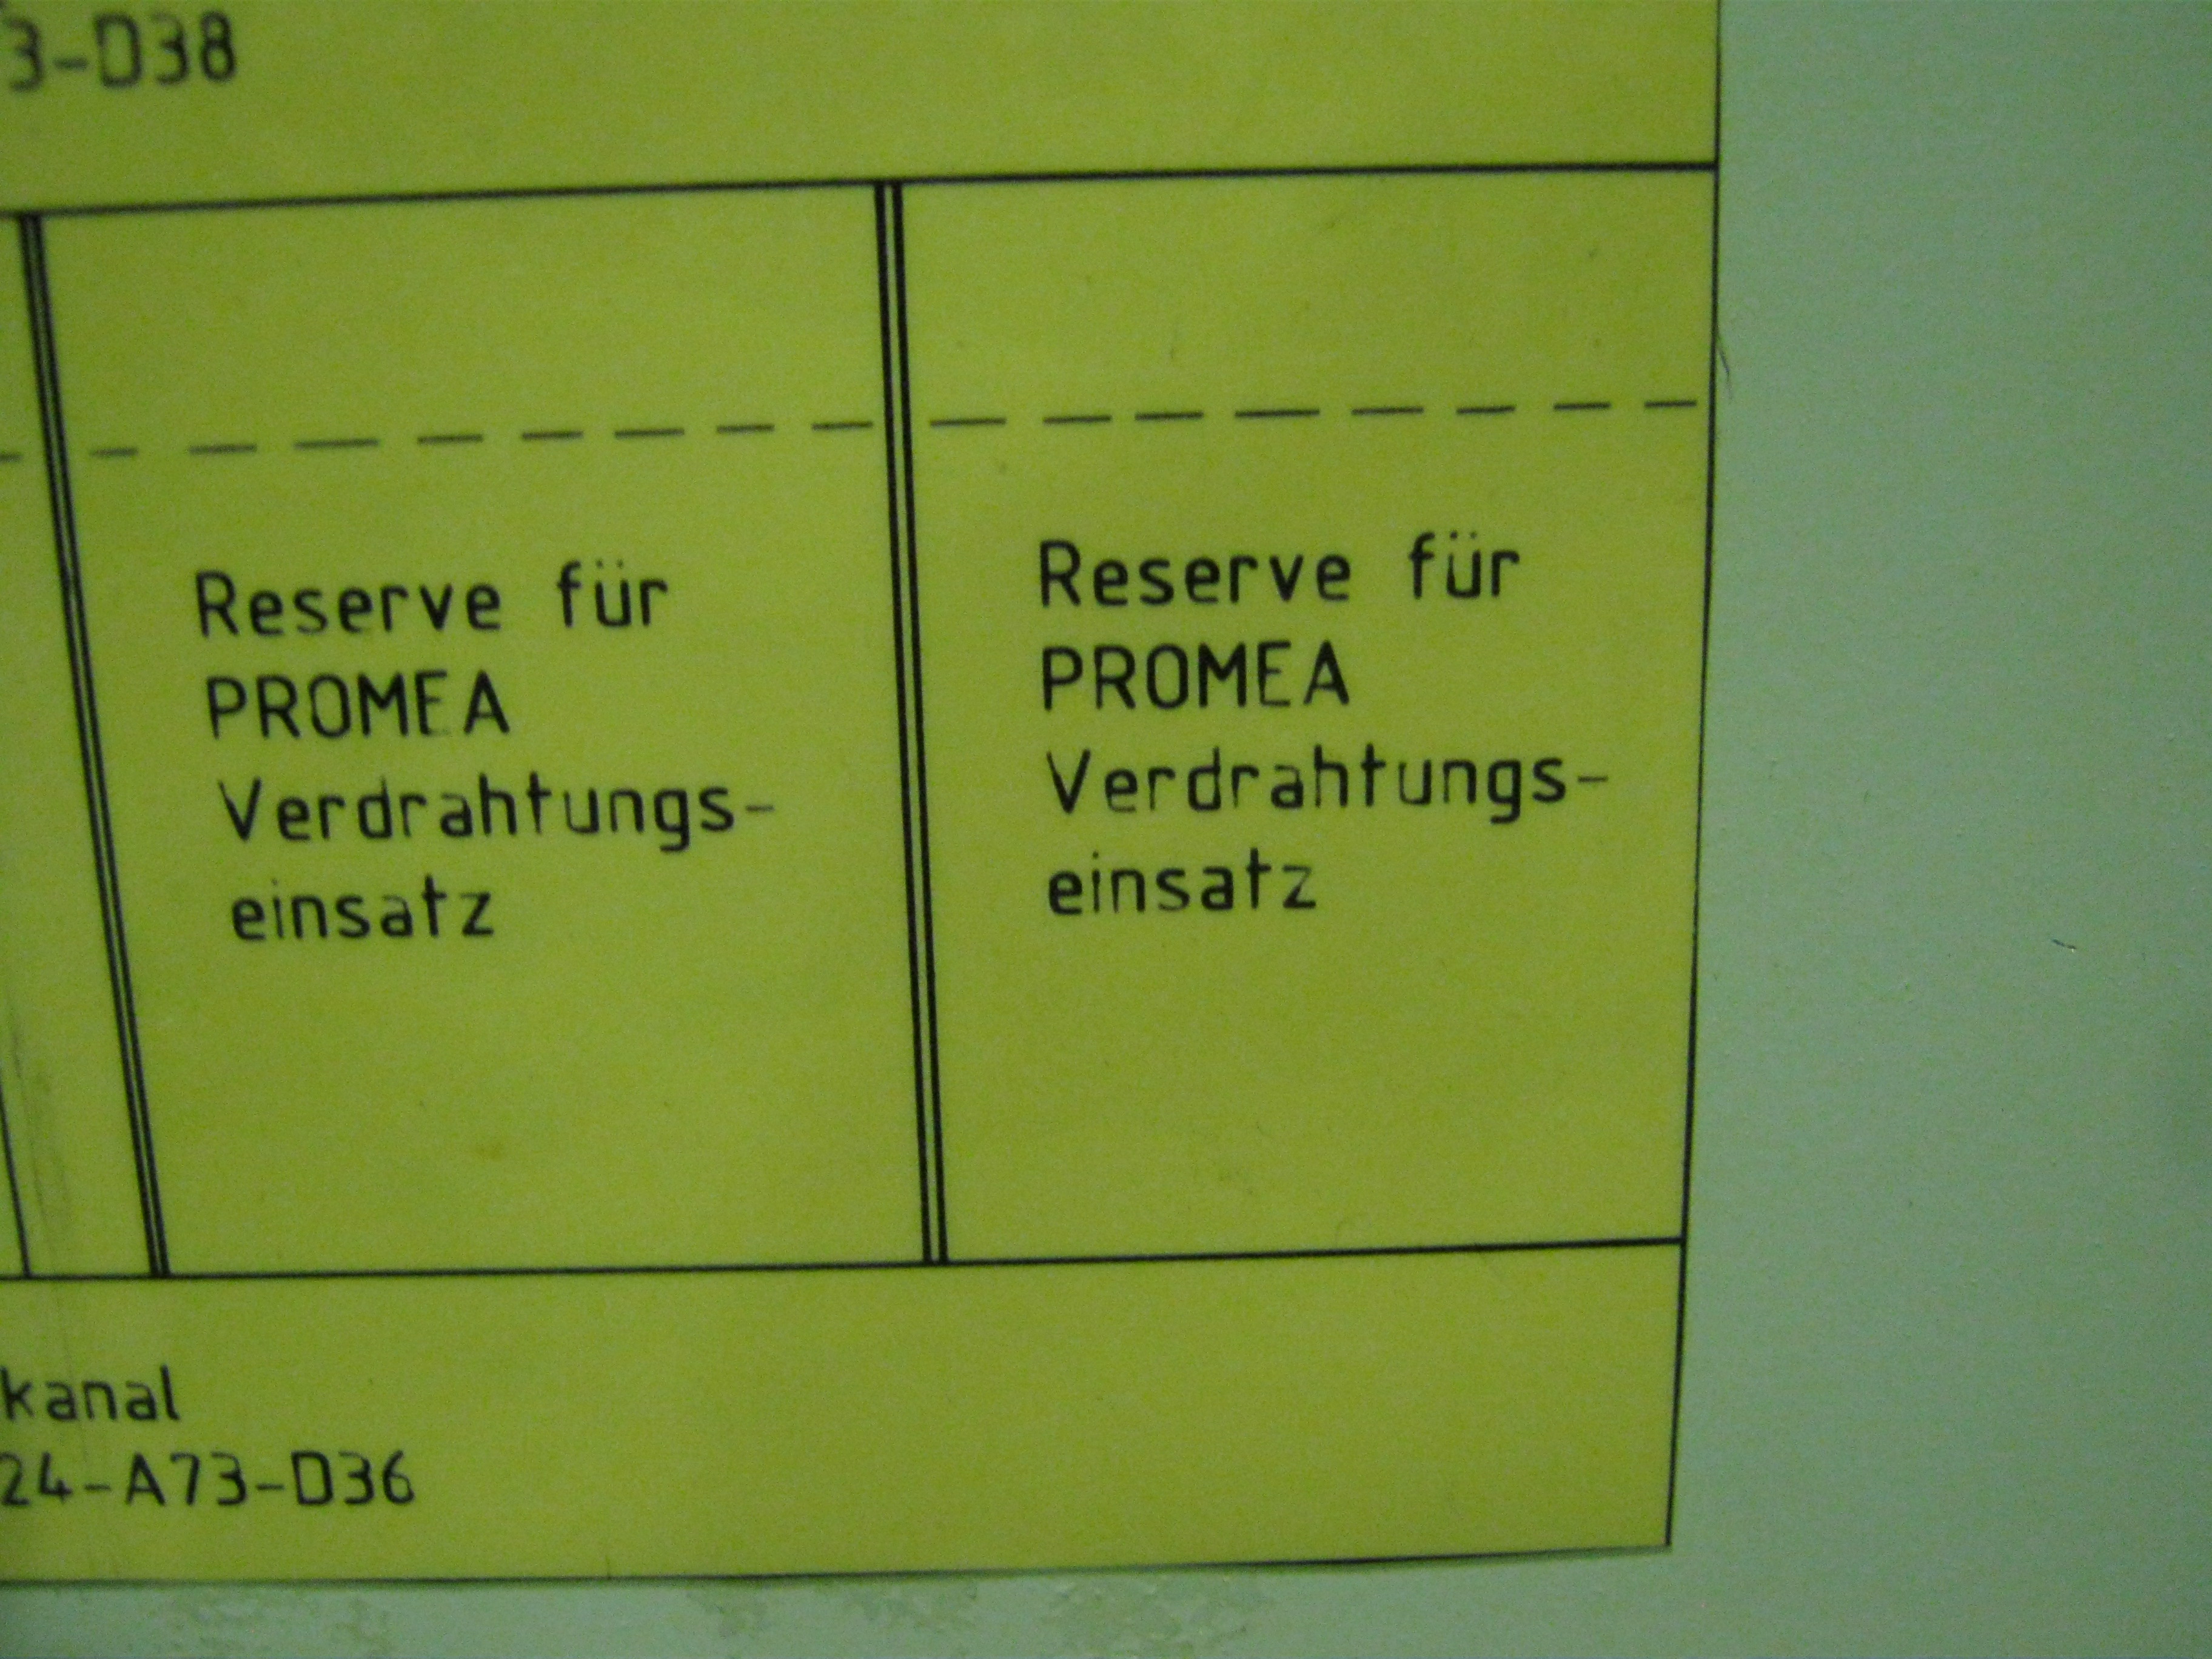 3-D38
Reserve für
PROMEA
Verdrahtungs-
einsatz
Reserve für
PROMEA
Verdrahtungs-
einsatz
kanal
24-A73-D36